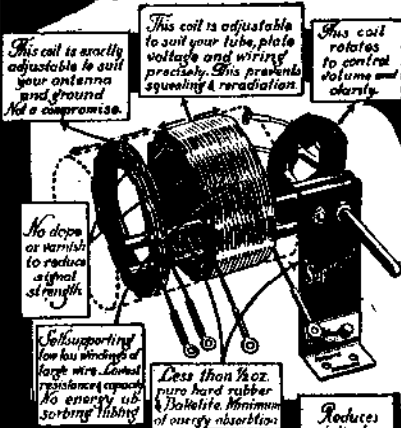 This coil is exactly
adjustable to suit
your antenna
and ground
Not a compromise.
This coil is adjustable
to suit your tube, plate
voltage and wiring
precisely. This prevents
squealing & reradiation.
This coil
rotates
to control
volume and
clarity.
No dope
or varnish
to reduce
signal
strength
Selfsupporting
low loss windings of
large wire. Lowest
resistance & capacity
No energy ab-
sorbing tubing
Less than ½ oz.
pure hard rubber
& Bakelite. Minimum
of energy absorbtion
Reduces